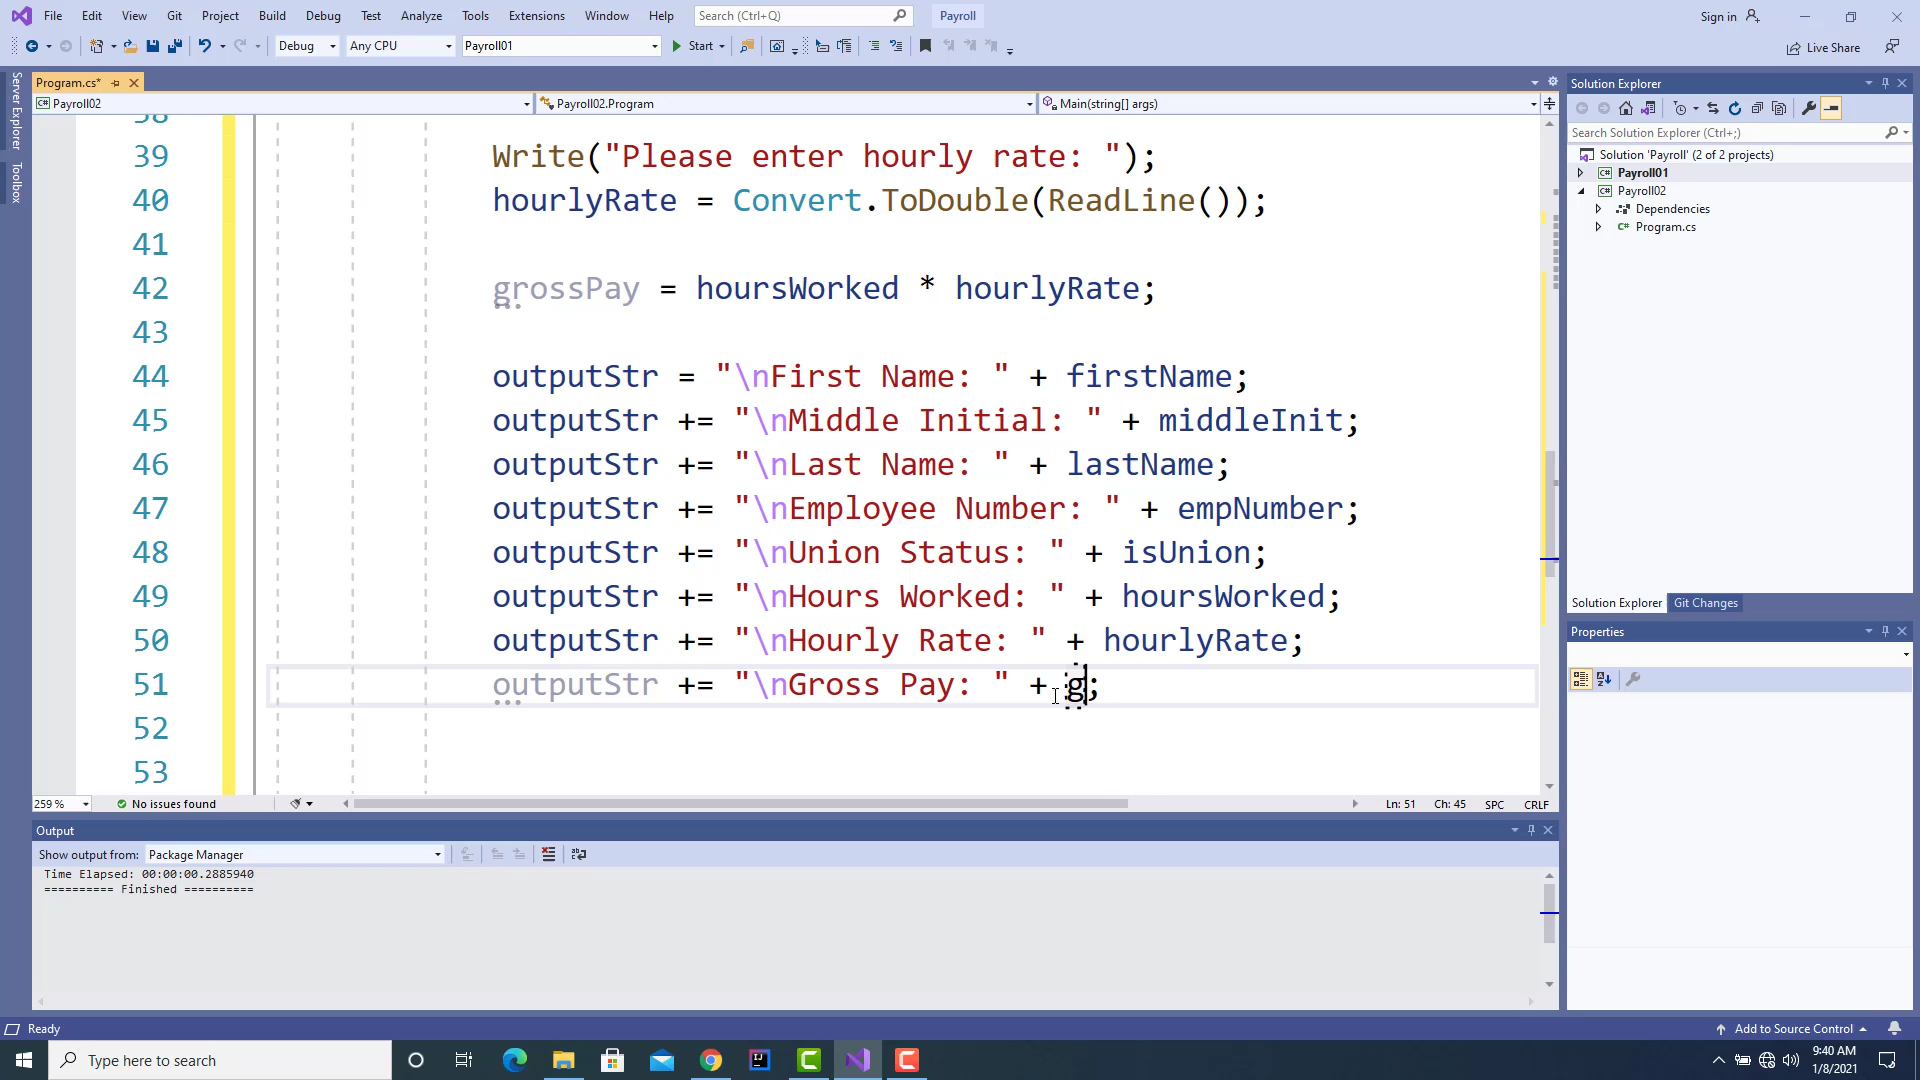 File Edit View Git Project Build Debug Test Analyze Tools Extensions Window Help Search (Ctrl+Q) Payroll Sign in
Debug Any CPU Payroll01 Start Live Share
Server Explorer
Toolbox
Program.cs*
Payroll02 Payroll02.Program Main(string[] args)
38
39 Write("Please enter hourly rate: ");
40 hourlyRate = Convert.ToDouble(ReadLine());
41
42 grossPay = hoursWorked * hourlyRate;
43
44 outputStr = "\nFirst Name: " + firstName;
45 outputStr += "\nMiddle Initial: " + middleInit;
46 outputStr += "\nLast Name: " + lastName;
47 outputStr += "\nEmployee Number: " + empNumber;
48 outputStr += "\nUnion Status: " + isUnion;
49 outputStr += "\nHours Worked: " + hoursWorked;
50 outputStr += "\nHourly Rate: " + hourlyRate;
51 outputStr += "\nGross Pay: " + g;
52
53
259 % No issues found Ln: 51 Ch: 45 SPC CRLF
Output
Show output from: Package Manager
Time Elapsed: 00:00:00.2885940
========== Finished ==========
Solution Explorer
Search Solution Explorer (Ctrl+;)
Solution 'Payroll' (2 of 2 projects)
Payroll01
Payroll02
Dependencies
Program.cs
Solution Explorer Git Changes
Properties
Ready Add to Source Control
Type here to search
9:40 AM
1/8/2021